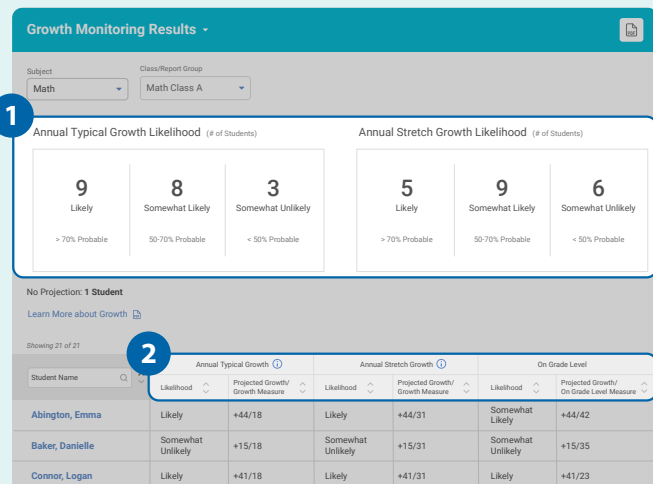 Growth Monitoring Results
PDF
Subject
Class/Report Group
Math
Math Class A
1
Annual Typical Growth Likelihood (# of Students)
Annual Stretch Growth Likelihood (# of Students)
9
8
3
5
9
6
Likely
Somewhat Likely
Somewhat Unlikely
Likely
Somewhat Likely
Somewhat Unlikely
> 70% Probable
50-70% Probable
< 50% Probable
> 70% Probable
50-70% Probable
< 50% Probable
No Projection: 1 Student
Learn More about Growth
Showing 21 of 21
2
Annual Typical Growth
Annual Stretch Growth
On Grade Level
Student Name
Likelihood
Projected Growth/
Growth Measure
Likelihood
Projected Growth/
Growth Measure
Likelihood
Projected Growth/
On Grade Level Measure
Abington, Emma
Likely
+44/18
Likely
+44/31
Somewhat
Likely
+44/42
Baker, Danielle
Somewhat
Unlikely
+15/18
Somewhat
Unlikely
+15/31
Somewhat
Unlikely
+15/35
Connor, Logan
Likely
+41/18
Likely
+41/31
Likely
+41/23